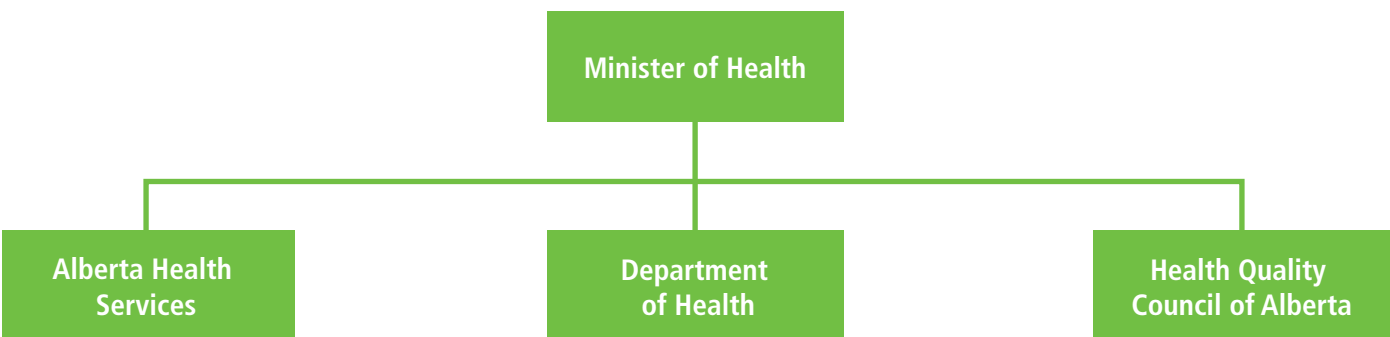 Minister of Health
Alberta Health
Services
Department
of Health
Health Quality
Council of Alberta